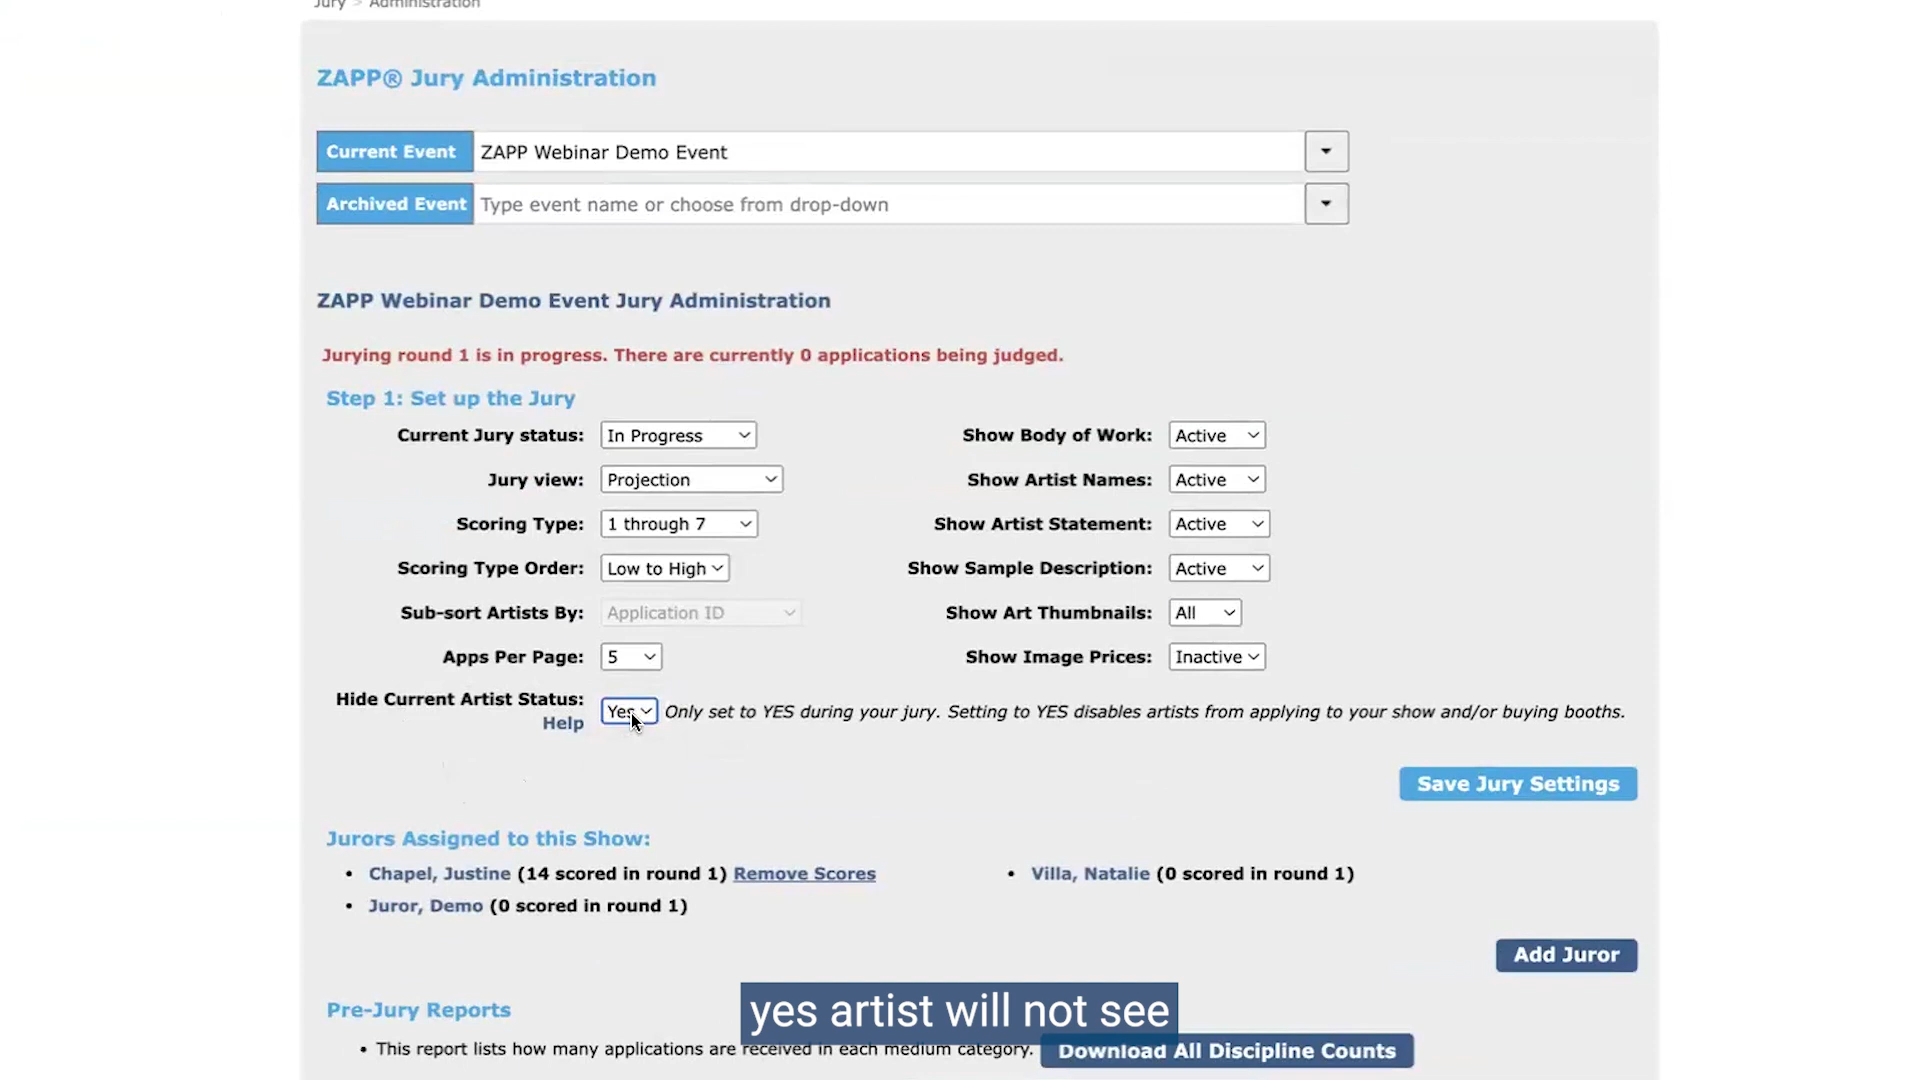 Jury > Administration
ZAPP® Jury Administration
Current Event ZAPP Webinar Demo Event
Archived Event Type event name or choose from drop-down
ZAPP Webinar Demo Event Jury Administration
Jurying round 1 is in progress. There are currently 0 applications being judged.
Step 1: Set up the Jury
Current Jury status: In Progress Show Body of Work: Active
Jury view: Projection Show Artist Names: Active
Scoring Type: 1 through 7 Show Artist Statement: Active
Scoring Type Order: Low to High Show Sample Description: Active
Sub-sort Artists By: Application ID Show Art Thumbnails: All
Apps Per Page: 5 Show Image Prices: Inactive
Hide Current Artist Status: Yes Only set to YES during your jury. Setting to YES disables artists from applying to your show and/or buying booths.
Help
Save Jury Settings
Jurors Assigned to this Show:
• Chapel, Justine (14 scored in round 1) Remove Scores • Villa, Natalie (0 scored in round 1)
• Juror, Demo (0 scored in round 1)
Add Juror
Pre-Jury Reports
yes artist will not see
• This report lists how many applications are received in each medium category. Download All Discipline Counts